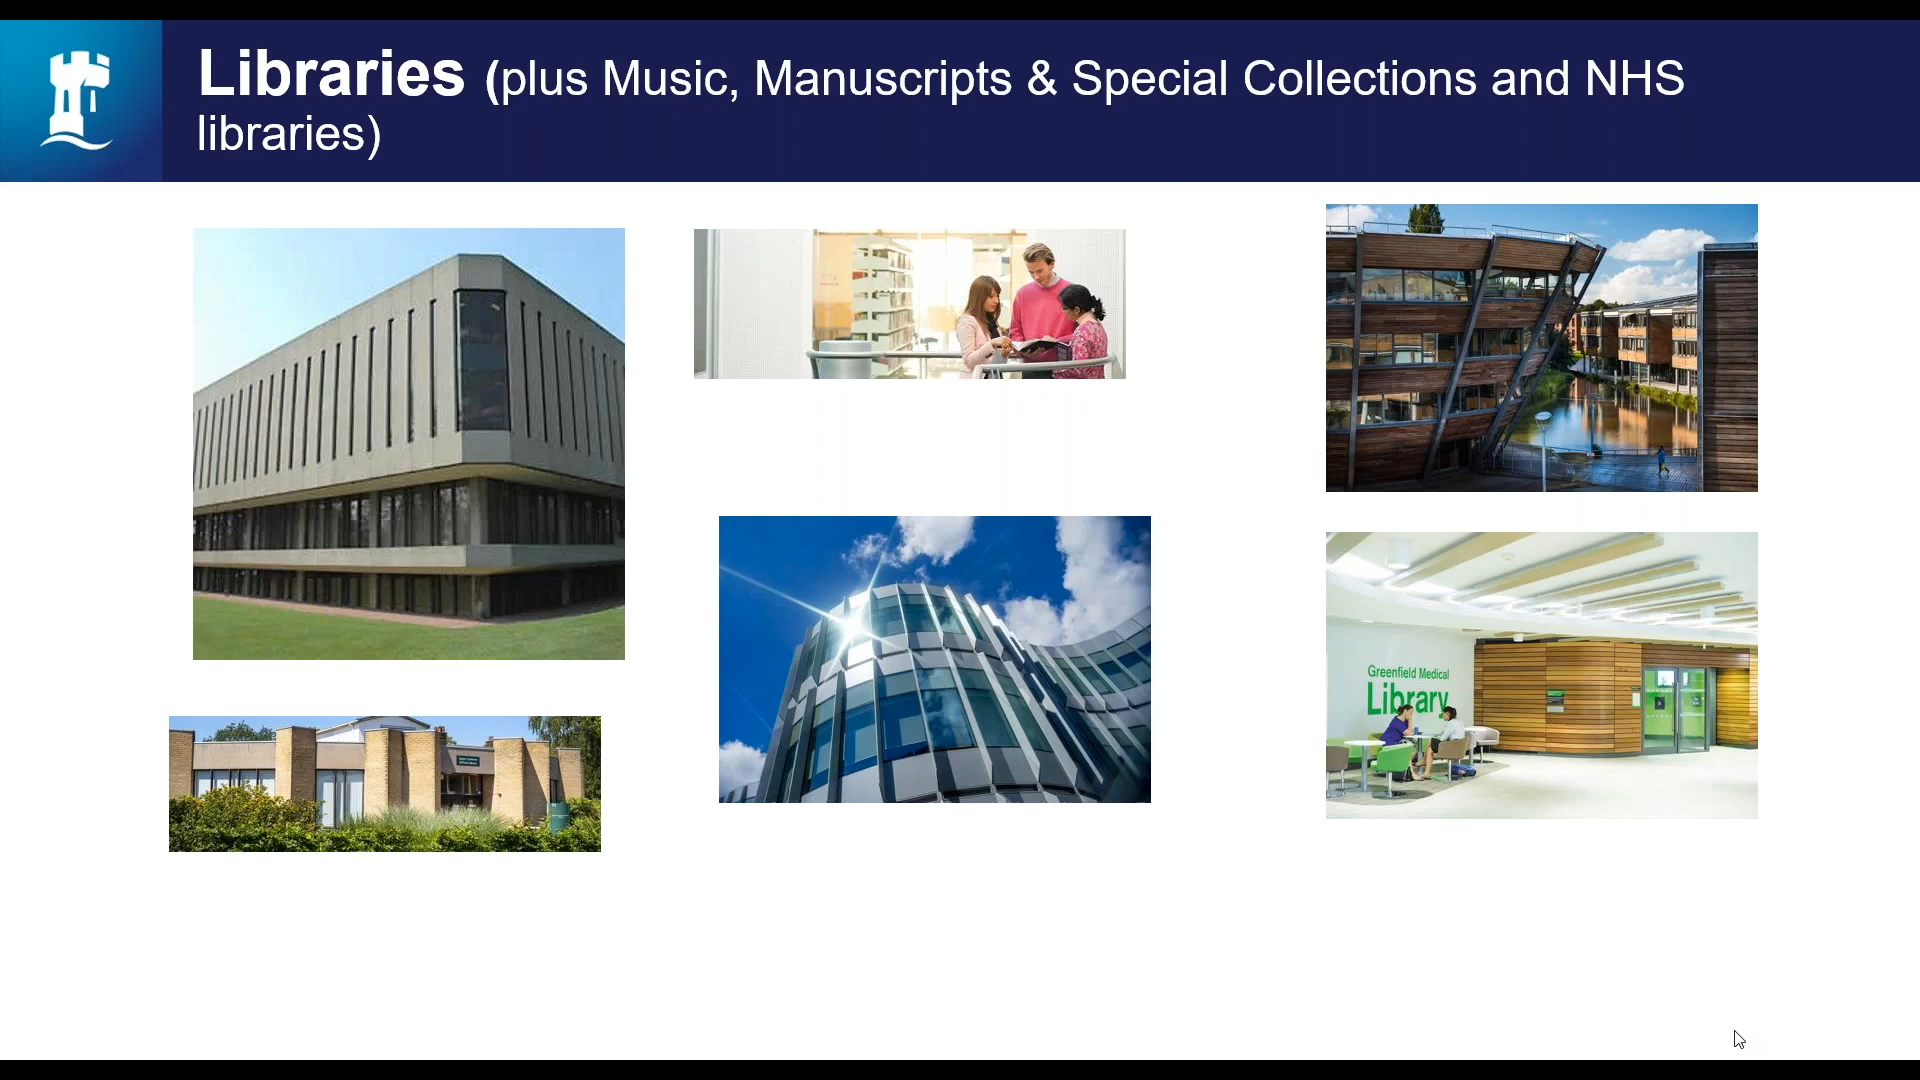 Libraries (plus Music, Manuscripts & Special Collections and NHS
libraries)
Greenfield Medical
Library